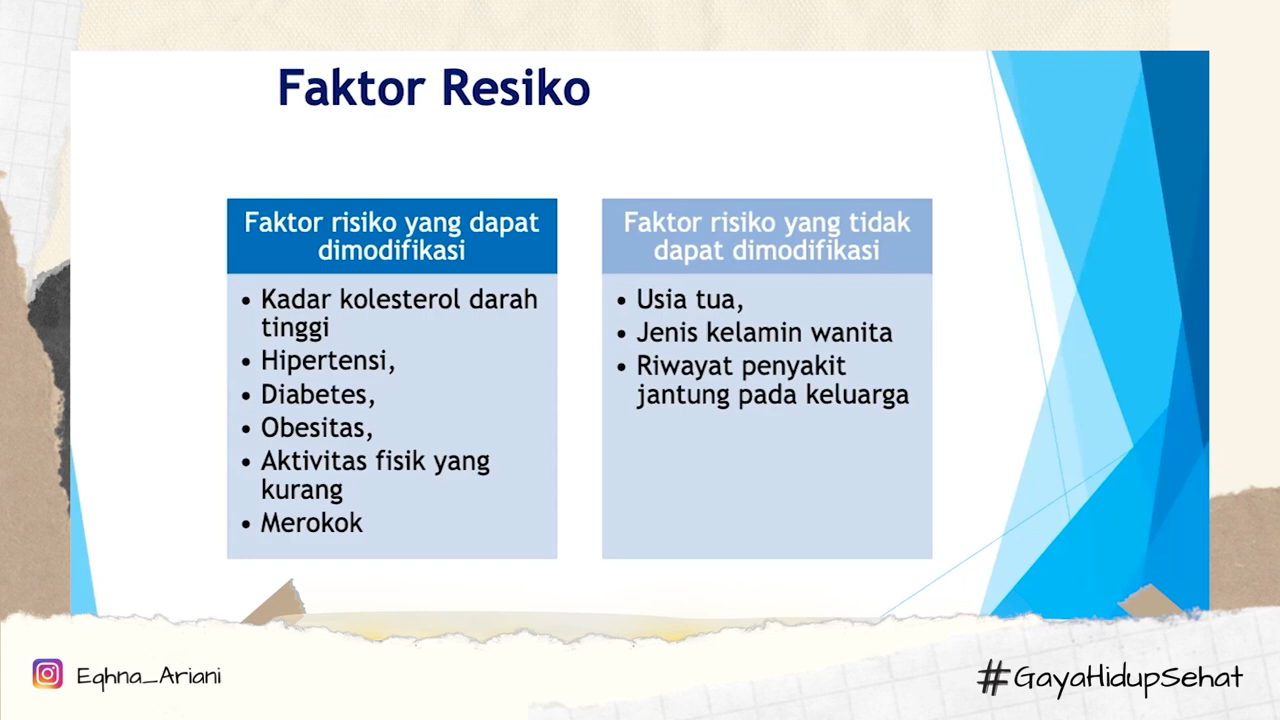 Faktor Resiko
Faktor risiko yang dapat
dimodifikasi
• Kadar kolesterol darah
tinggi
• Hipertensi,
• Diabetes,
• Obesitas,
• Aktivitas fisik yang
kurang
• Merokok
Faktor risiko yang tidak
dapat dimodifikasi
• Usia tua,
• Jenis kelamin wanita
• Riwayat penyakit
jantung pada keluarga
Eqhna_Ariani
#GayaHidupSehat